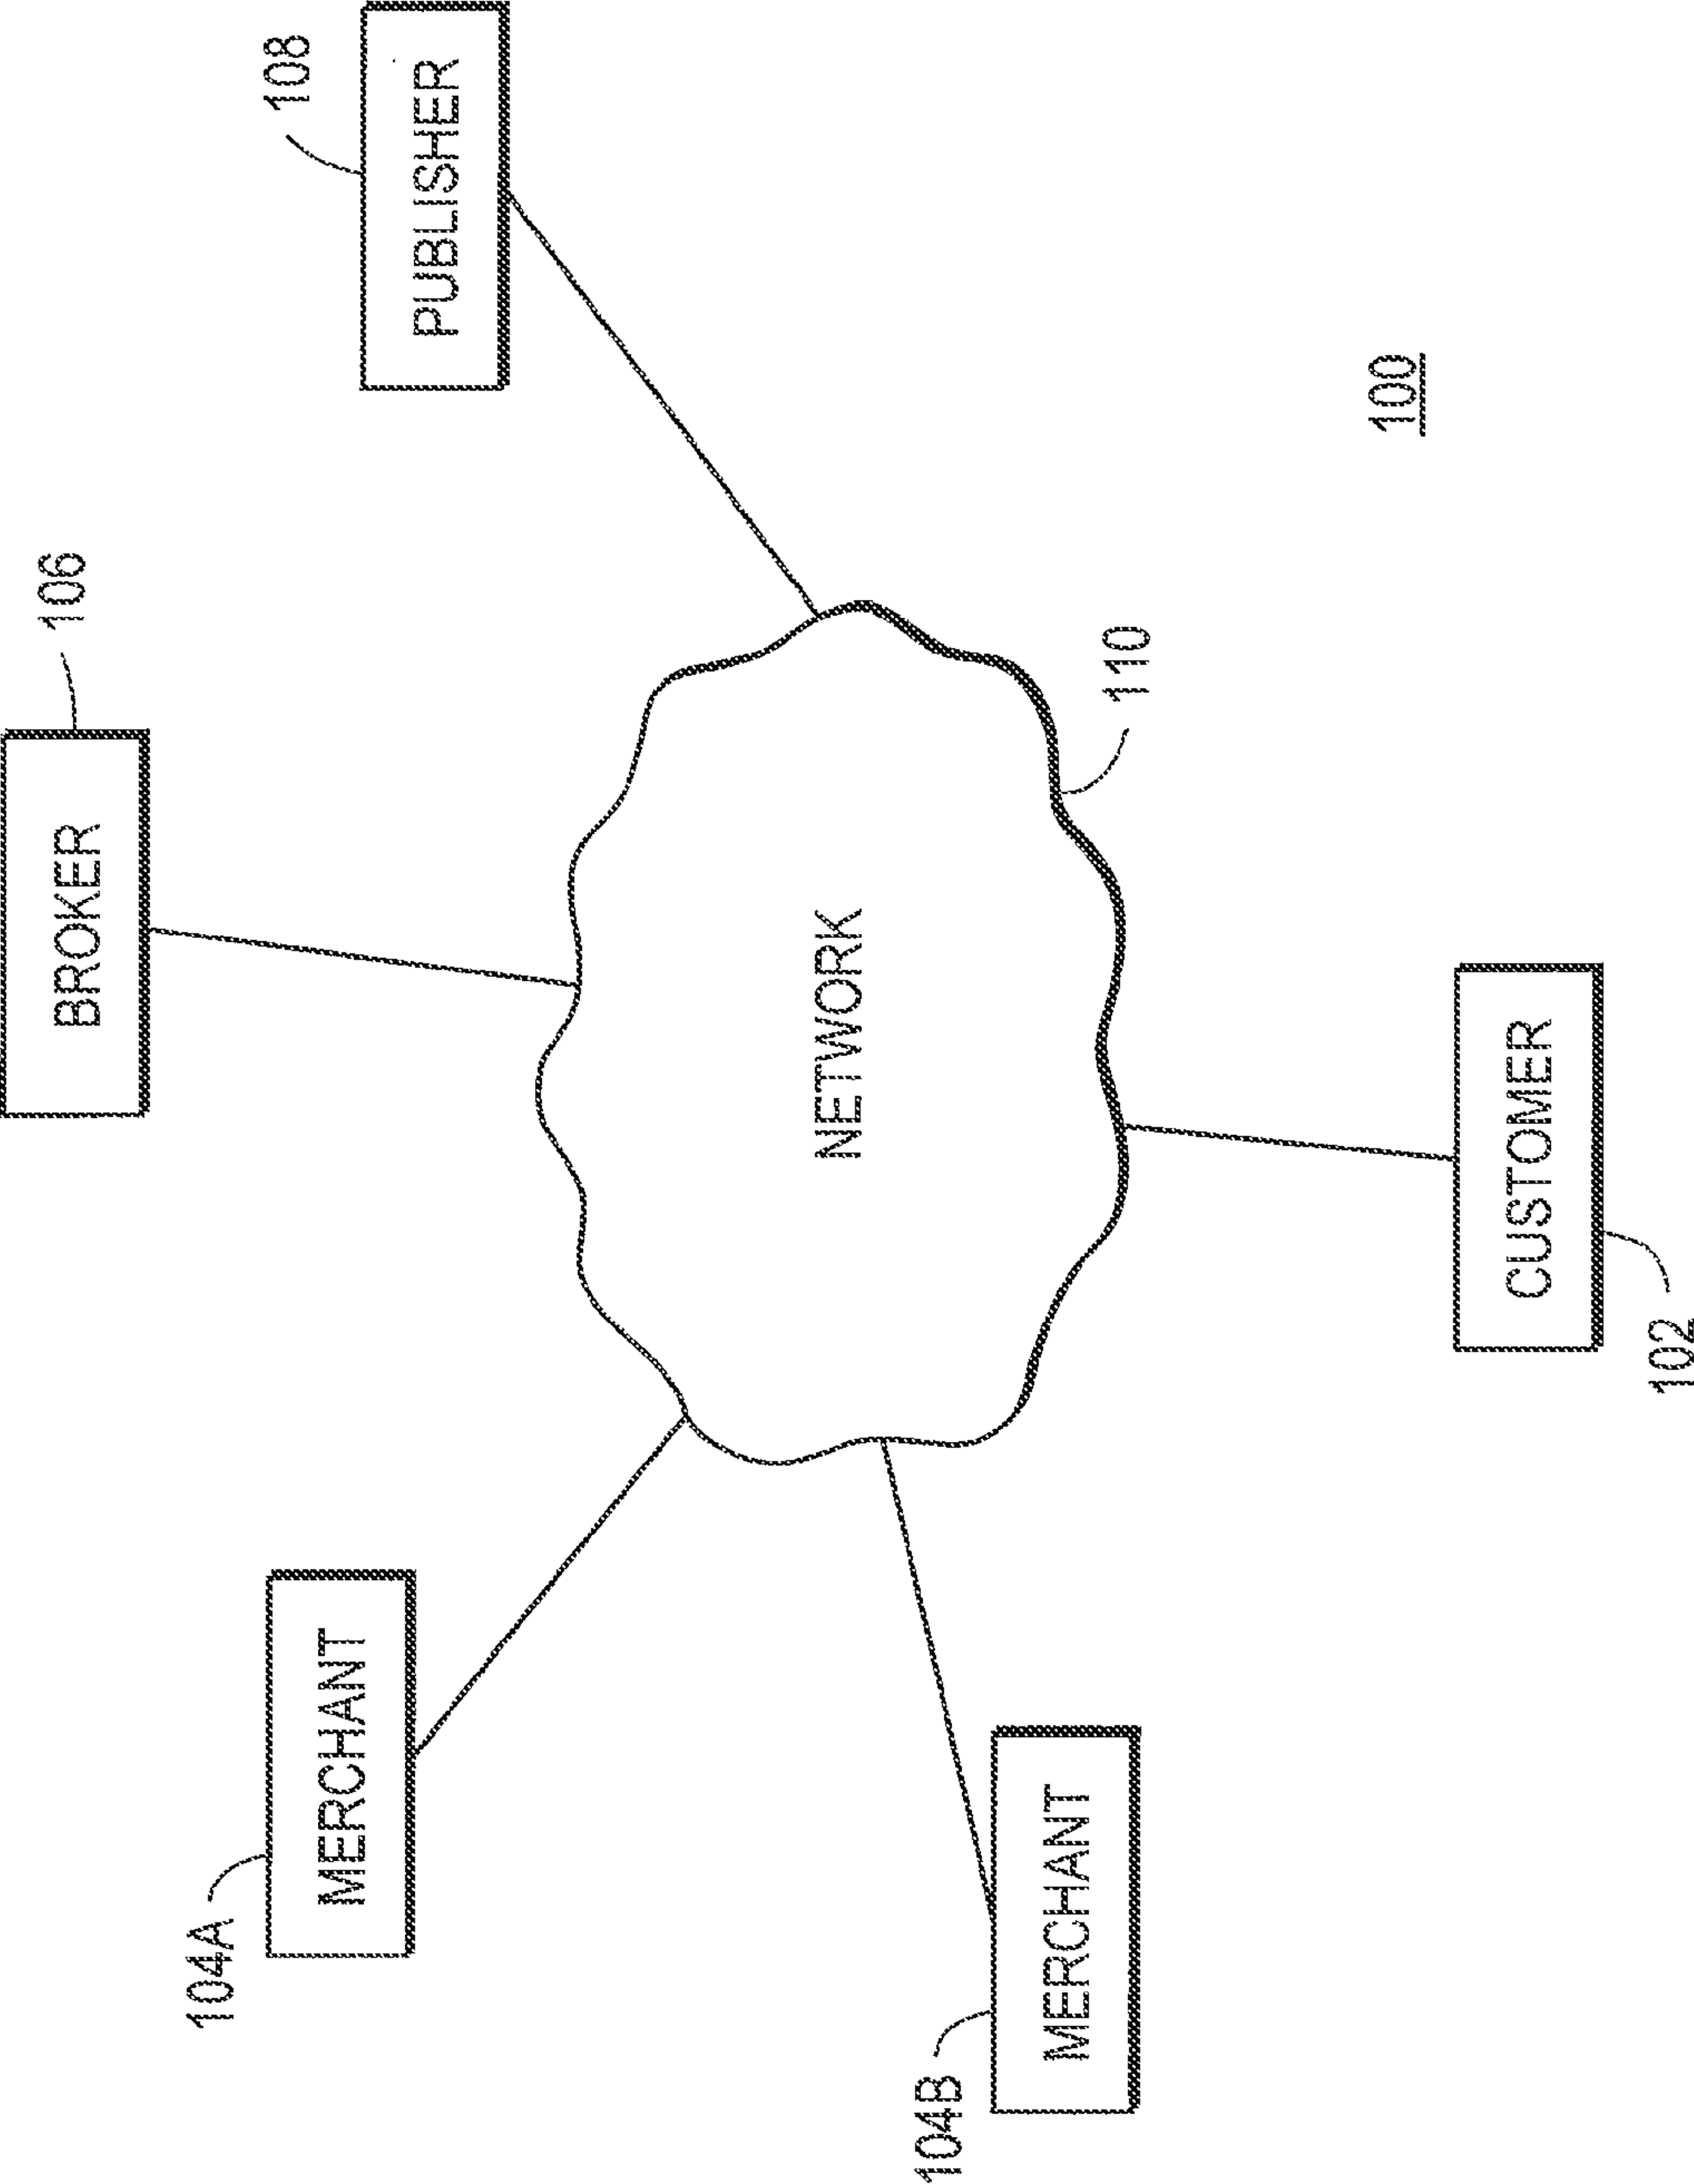 104A
MERCHANT
BROKER
106
PUBLISHER
108
104B
MERCHANT
NETWORK
110
CUSTOMER
102
100